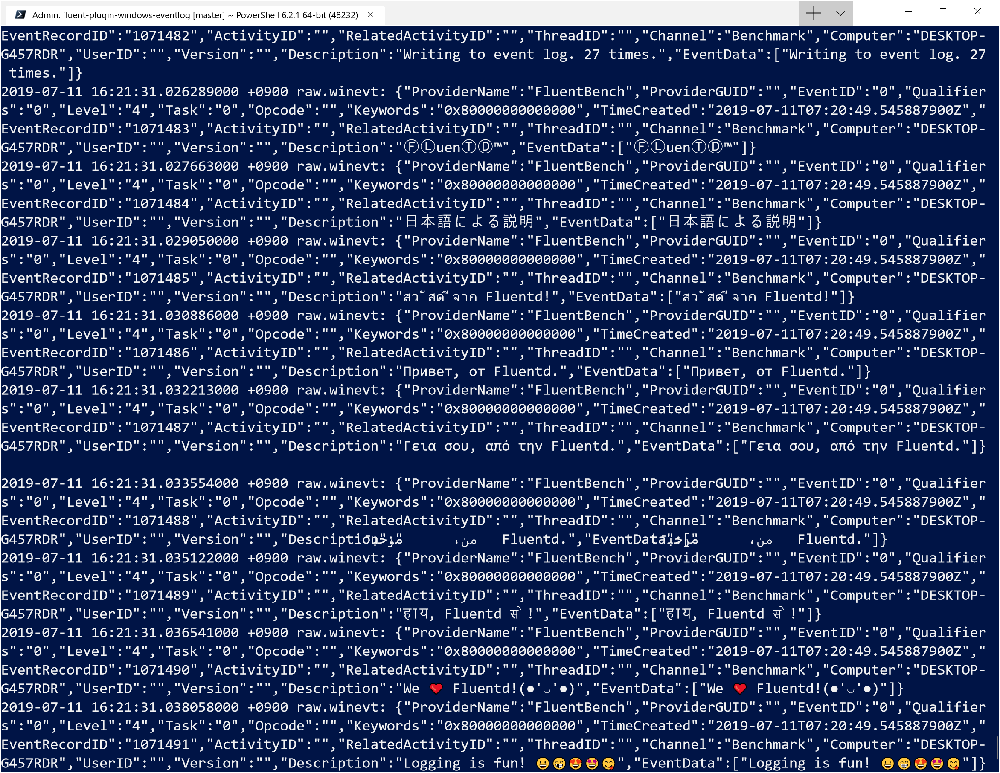 Admin: fluent-plugin-windows-eventlog [master] ~ PowerShell 6.2.1 64-bit (48232)
EventRecordID":"1071482","ActivityID":"","RelatedActivityID":"","ThreadID":"","Channel":"Benchmark","Computer":"DESKTOP-
G457RDR","UserID":"","Version":"","Description":"Writing to event log. 27 times.","EventData":["Writing to event log. 27
times."]}
2019-07-11 16:21:31.026289000 +0900 raw.winevt: {"ProviderName":"FluentBench","ProviderGUID":"","EventID":"0","Qualifier
s":"0","Level":"4","Task":"0","Opcode":"","Keywords":"0x80000000000000","TimeCreated":"2019-07-11T07:20:49.545887900Z","
EventRecordID":"1071483","ActivityID":"","RelatedActivityID":"","ThreadID":"","Channel":"Benchmark","Computer":"DESKTOP-
G457RDR","UserID":"","Version":"","Description":"ⒻⓁuenⓉⒹ™","EventData":["ⒻⓁuenⓉⒹ™"]}
2019-07-11 16:21:31.027663000 +0900 raw.winevt: {"ProviderName":"FluentBench","ProviderGUID":"","EventID":"0","Qualifier
s":"0","Level":"4","Task":"0","Opcode":"","Keywords":"0x80000000000000","TimeCreated":"2019-07-11T07:20:49.545887900Z","
EventRecordID":"1071484","ActivityID":"","RelatedActivityID":"","ThreadID":"","Channel":"Benchmark","Computer":"DESKTOP-
G457RDR","UserID":"","Version":"","Description":"日本語による説明","EventData":["日本語による説明"]}
2019-07-11 16:21:31.029050000 +0900 raw.winevt: {"ProviderName":"FluentBench","ProviderGUID":"","EventID":"0","Qualifier
s":"0","Level":"4","Task":"0","Opcode":"","Keywords":"0x80000000000000","TimeCreated":"2019-07-11T07:20:49.545887900Z","
EventRecordID":"1071485","ActivityID":"","RelatedActivityID":"","ThreadID":"","Channel":"Benchmark","Computer":"DESKTOP-
G457RDR","UserID":"","Version":"","Description":"สวัสดีจาก Fluentd!","EventData":["สวัสดีจาก Fluentd!"]}
2019-07-11 16:21:31.030886000 +0900 raw.winevt: {"ProviderName":"FluentBench","ProviderGUID":"","EventID":"0","Qualifier
s":"0","Level":"4","Task":"0","Opcode":"","Keywords":"0x80000000000000","TimeCreated":"2019-07-11T07:20:49.545887900Z","
EventRecordID":"1071486","ActivityID":"","RelatedActivityID":"","ThreadID":"","Channel":"Benchmark","Computer":"DESKTOP-
G457RDR","UserID":"","Version":"","Description":"Привет, от Fluentd.","EventData":["Привет, от Fluentd."]}
2019-07-11 16:21:31.032213000 +0900 raw.winevt: {"ProviderName":"FluentBench","ProviderGUID":"","EventID":"0","Qualifier
s":"0","Level":"4","Task":"0","Opcode":"","Keywords":"0x80000000000000","TimeCreated":"2019-07-11T07:20:49.545887900Z","
EventRecordID":"1071487","ActivityID":"","RelatedActivityID":"","ThreadID":"","Channel":"Benchmark","Computer":"DESKTOP-
G457RDR","UserID":"","Version":"","Description":"Γεια σου, από την Fluentd.","EventData":["Γεια σου, από την Fluentd."]}
2019-07-11 16:21:31.033554000 +0900 raw.winevt: {"ProviderName":"FluentBench","ProviderGUID":"","EventID":"0","Qualifier
s":"0","Level":"4","Task":"0","Opcode":"","Keywords":"0x80000000000000","TimeCreated":"2019-07-11T07:20:49.545887900Z","
EventRecordID":"1071488","ActivityID":"","RelatedActivityID":"","ThreadID":"","Channel":"Benchmark","Computer":"DESKTOP-
G457RDR","UserID":"","Version":"","Description" ، من Fluentd.","EventData" ، من Fluentd."]}
2019-07-11 16:21:31.035122000 +0900 raw.winevt: {"ProviderName":"FluentBench","ProviderGUID":"","EventID":"0","Qualifier
s":"0","Level":"4","Task":"0","Opcode":"","Keywords":"0x80000000000000","TimeCreated":"2019-07-11T07:20:49.545887900Z","
EventRecordID":"1071489","ActivityID":"","RelatedActivityID":"","ThreadID":"","Channel":"Benchmark","Computer":"DESKTOP-
G457RDR","UserID":"","Version":"","Description":"हाय, Fluentd से!","EventData":["हाय, Fluentd से!"]}
2019-07-11 16:21:31.036541000 +0900 raw.winevt: {"ProviderName":"FluentBench","ProviderGUID":"","EventID":"0","Qualifier
s":"0","Level":"4","Task":"0","Opcode":"","Keywords":"0x80000000000000","TimeCreated":"2019-07-11T07:20:49.545887900Z","
EventRecordID":"1071490","ActivityID":"","RelatedActivityID":"","ThreadID":"","Channel":"Benchmark","Computer":"DESKTOP-
G457RDR","UserID":"","Version":"","Description":"We ❤️ Fluentd!(●'◡'●)","EventData":["We ❤️ Fluentd!(●'◡'●)"]}
2019-07-11 16:21:31.038058000 +0900 raw.winevt: {"ProviderName":"FluentBench","ProviderGUID":"","EventID":"0","Qualifier
s":"0","Level":"4","Task":"0","Opcode":"","Keywords":"0x80000000000000","TimeCreated":"2019-07-11T07:20:49.545887900Z","
EventRecordID":"1071491","ActivityID":"","RelatedActivityID":"","ThreadID":"","Channel":"Benchmark","Computer":"DESKTOP-
G457RDR","UserID":"","Version":"","Description":"Logging is fun! 😀😁😍🤩😋","EventData":["Logging is fun! 😀😁😍🤩😋"]}